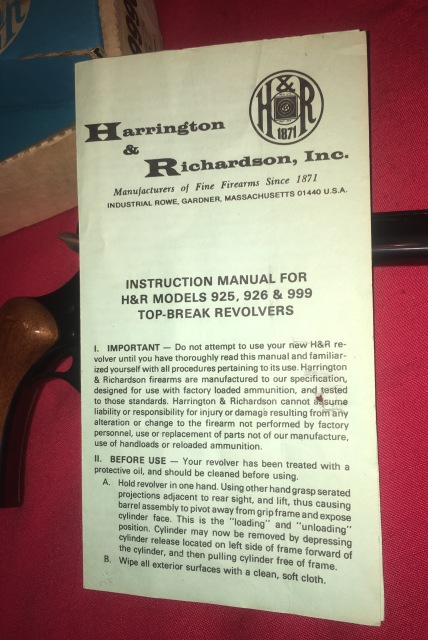 H&R
1871
Harrington
&
Richardson, Inc.
Manufacturers of Fine Firearms Since 1871
INDUSTRIAL ROWE, GARDNER, MASSACHUSETTS 01440 U.S.A.
INSTRUCTION MANUAL FOR
H&R MODELS 925, 926 & 999
TOP-BREAK REVOLVERS
I. IMPORTANT — Do not attempt to use your new H&R re-
volver until you have thoroughly read this manual and familiar-
ized yourself with all procedures pertaining to its use. Harrington
& Richardson firearms are manufactured to our specification,
designed for use with factory loaded ammunition, and tested
to those standards. Harrington & Richardson cannot assume
liability or responsibility for injury or damage resulting from any
alteration or change to the firearm not performed by factory
personnel, use or replacement of parts not of our manufacture,
use of handloads or reloaded ammunition.
II. BEFORE USE — Your revolver has been treated with a
protective oil, and should be cleaned before using.
A. Hold revolver in one hand. Using other hand grasp serated
projections adjacent to rear sight, and lift, thus causing
barrel assembly to pivot away from grip frame and expose
cylinder face. This is the "loading" and "unloading"
position. Cylinder may now be removed by depressing
cylinder release located on left side of frame forward of
the cylinder, and then pulling cylinder free of frame.
B. Wipe all exterior surfaces with a clean, soft cloth.